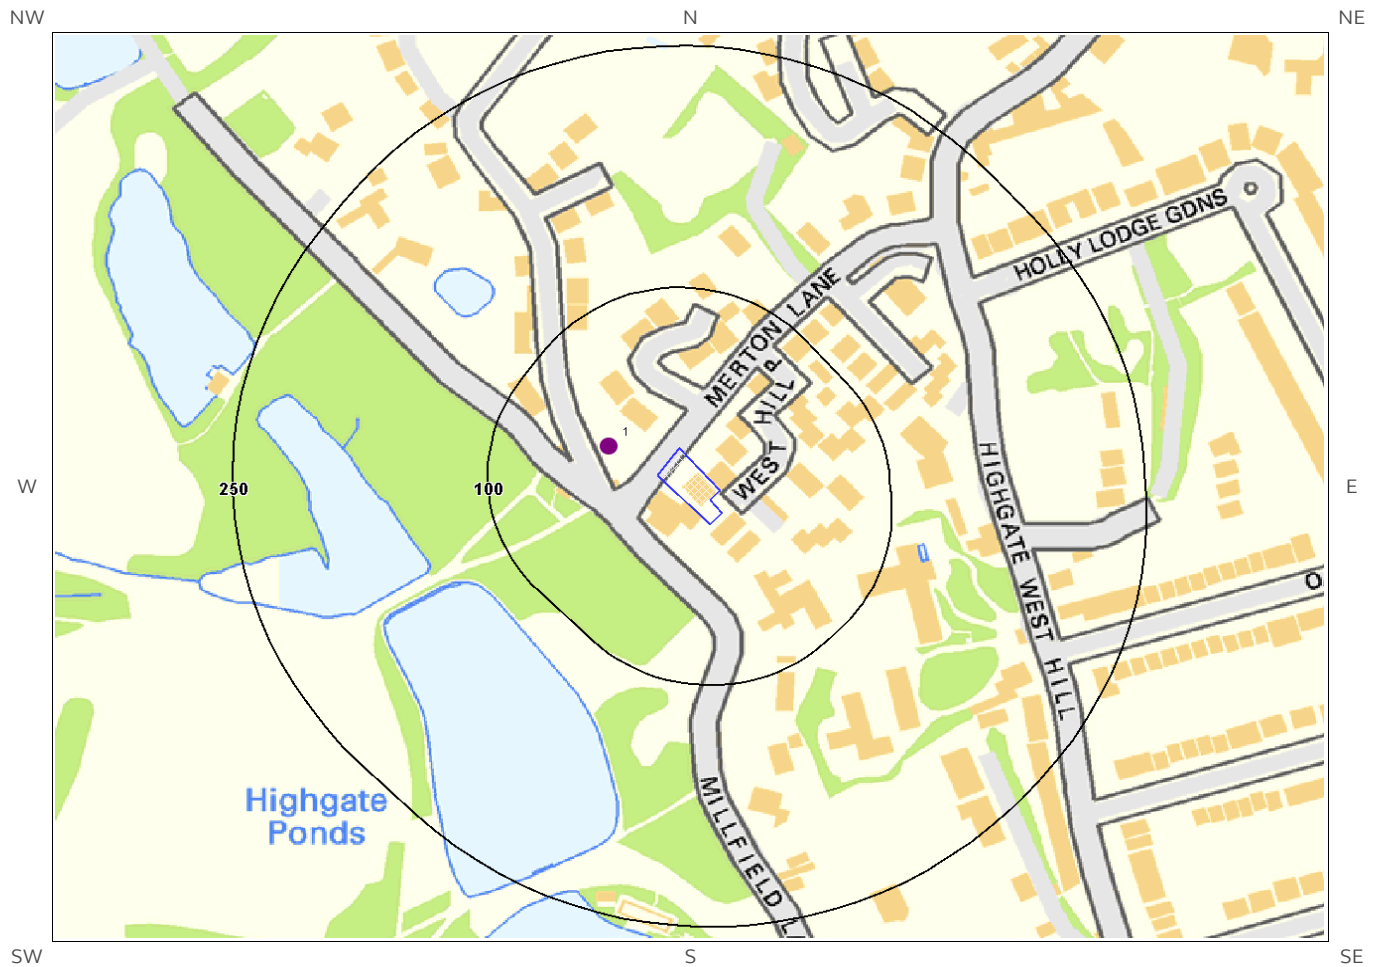 NW
N
NE
HOLLY LODGE GDNS
MERTON LANE
WEST HILL P
1
W
250
100
E
HIGHGATE WEST HILL
O
Highgate
Ponds
MILLFIELD L
SW
S
SE